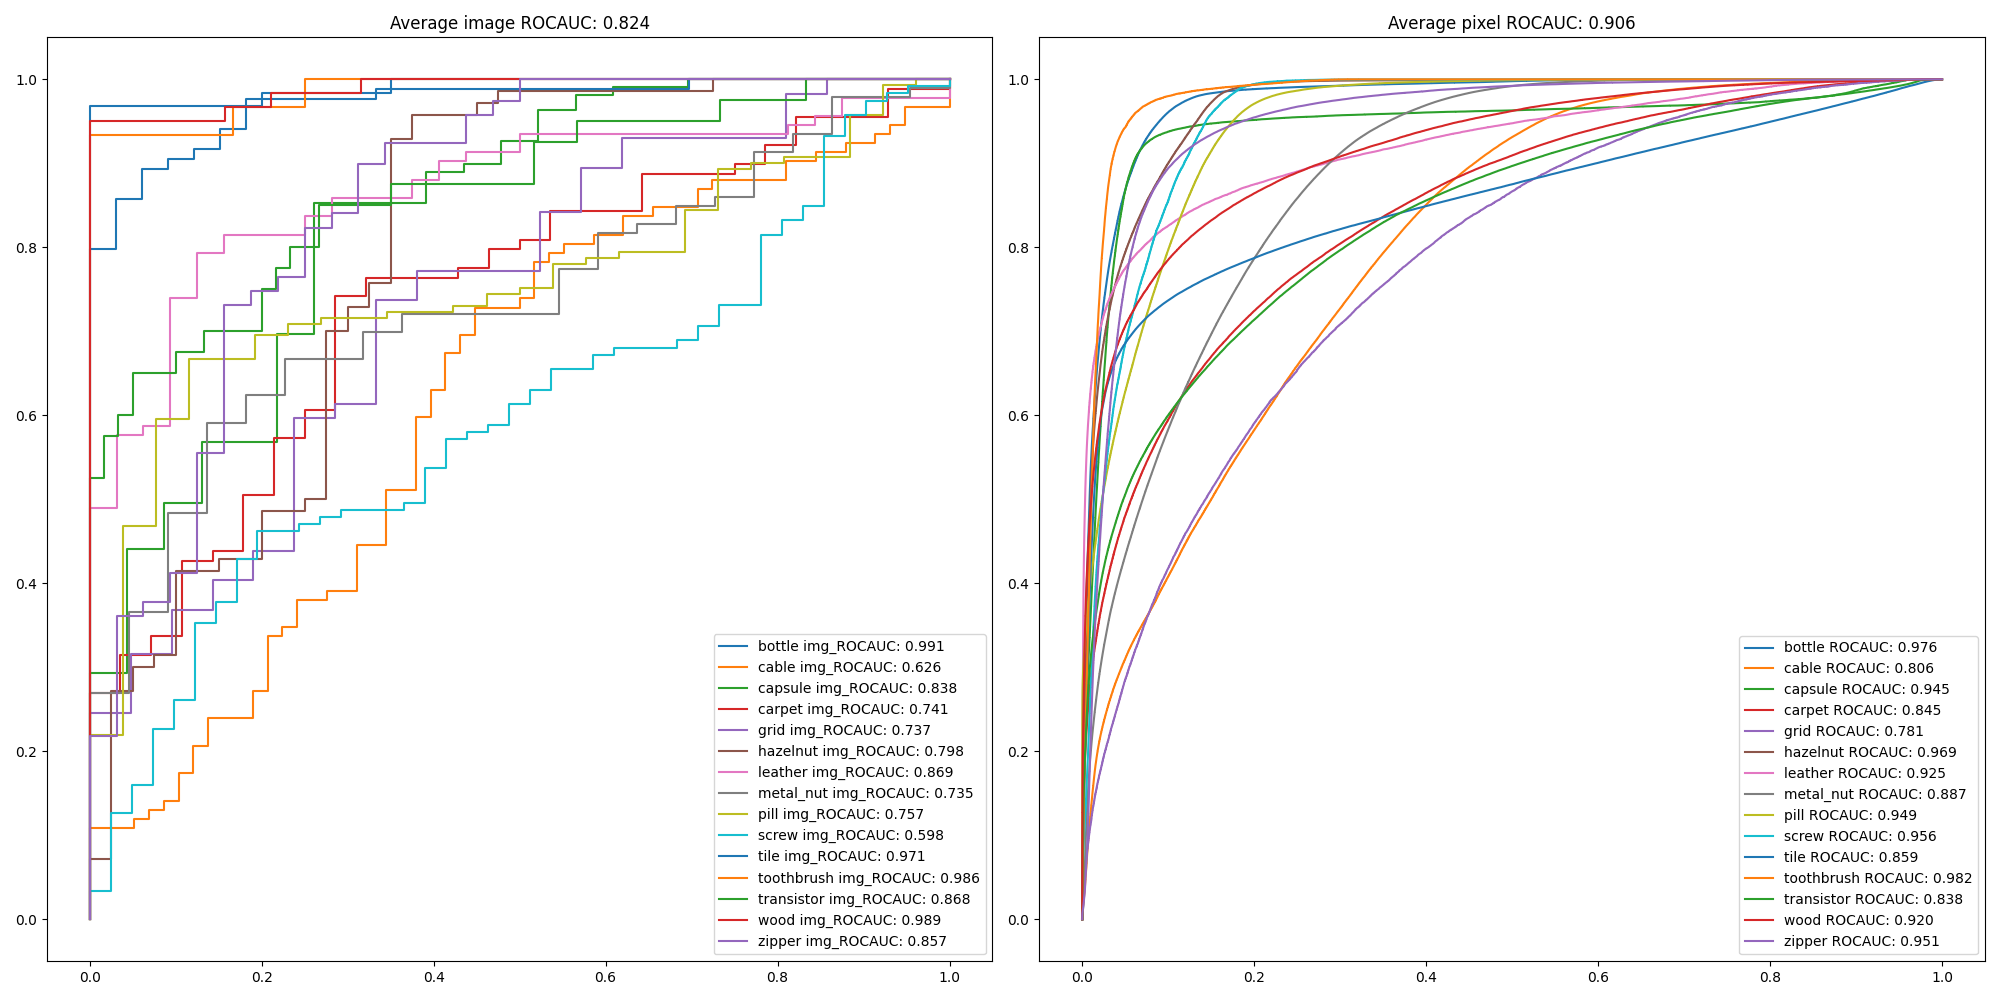 Average image ROCAUC: 0.824
1.0
0.8
0.6
0.4
0.2
0.0
0.0 0.2 0.4 0.6 0.8 1.0
bottle img_ROCAUC: 0.991
cable img_ROCAUC: 0.626
capsule img_ROCAUC: 0.838
carpet img_ROCAUC: 0.741
grid img_ROCAUC: 0.737
hazelnut img_ROCAUC: 0.798
leather img_ROCAUC: 0.869
metal_nut img_ROCAUC: 0.735
pill img_ROCAUC: 0.757
screw img_ROCAUC: 0.598
tile img_ROCAUC: 0.971
toothbrush img_ROCAUC: 0.986
transistor img_ROCAUC: 0.868
wood img_ROCAUC: 0.989
zipper img_ROCAUC: 0.857
Average pixel ROCAUC: 0.906
1.0
0.8
0.6
0.4
0.2
0.0
0.0 0.2 0.4 0.6 0.8 1.0
bottle ROCAUC: 0.976
cable ROCAUC: 0.806
capsule ROCAUC: 0.945
carpet ROCAUC: 0.845
grid ROCAUC: 0.781
hazelnut ROCAUC: 0.969
leather ROCAUC: 0.925
metal_nut ROCAUC: 0.887
pill ROCAUC: 0.949
screw ROCAUC: 0.956
tile ROCAUC: 0.859
toothbrush ROCAUC: 0.982
transistor ROCAUC: 0.838
wood ROCAUC: 0.920
zipper ROCAUC: 0.951